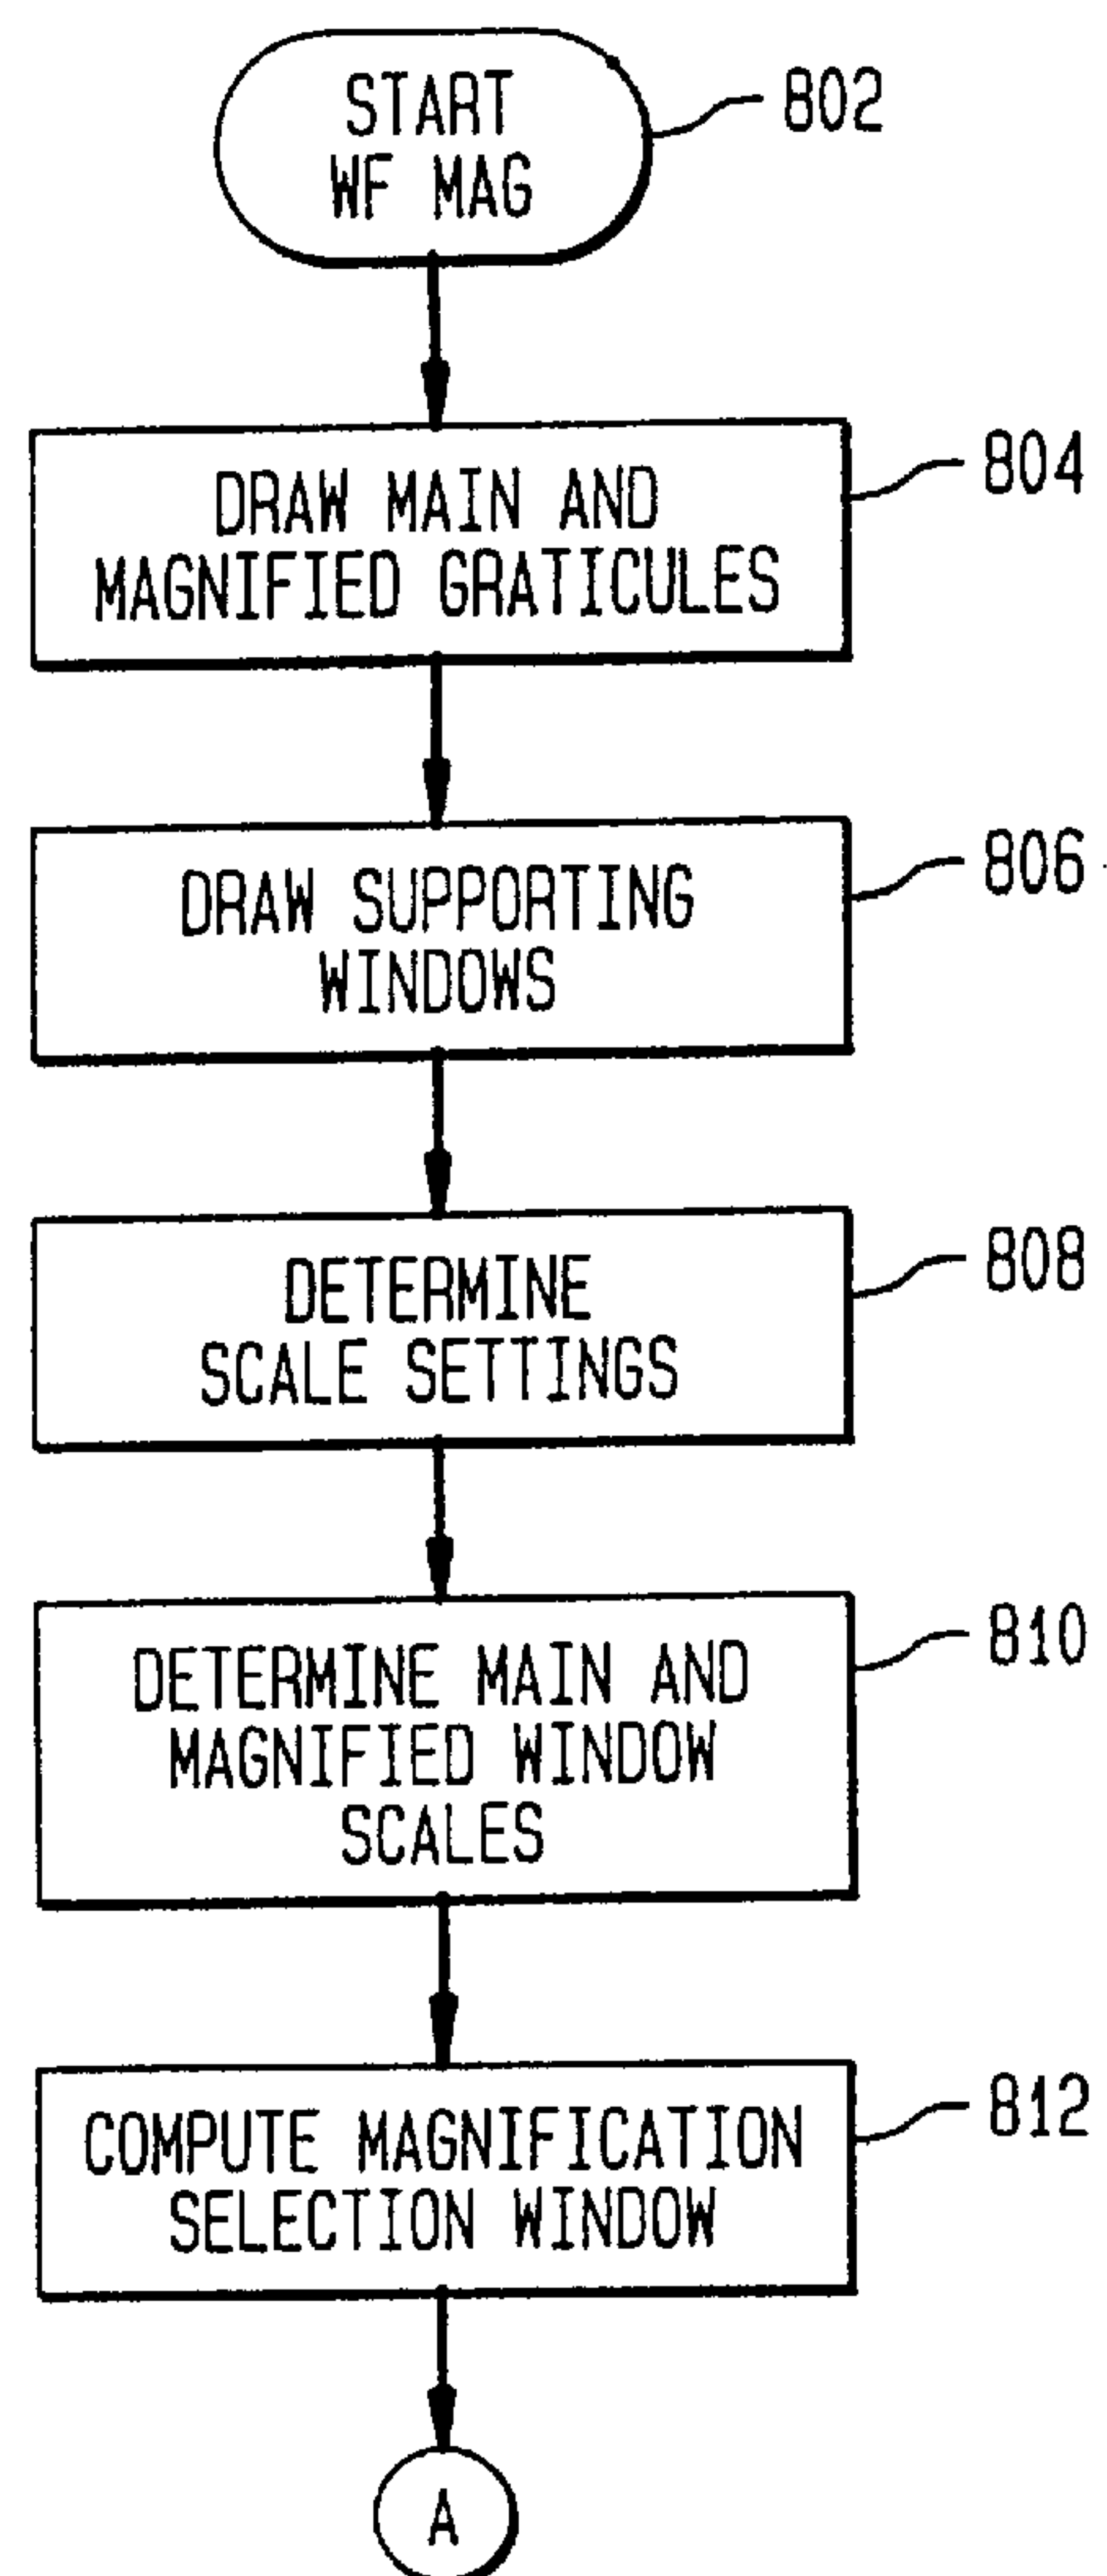 START
WF MAG
802
DRAW MAIN AND
MAGNIFIED GRATICULES
804
DRAW SUPPORTING
WINDOWS
806
DETERMINE
SCALE SETTINGS
808
DETERMINE MAIN AND
MAGNIFIED WINDOW
SCALES
810
COMPUTE MAGNIFICATION
SELECTION WINDOW
812
A